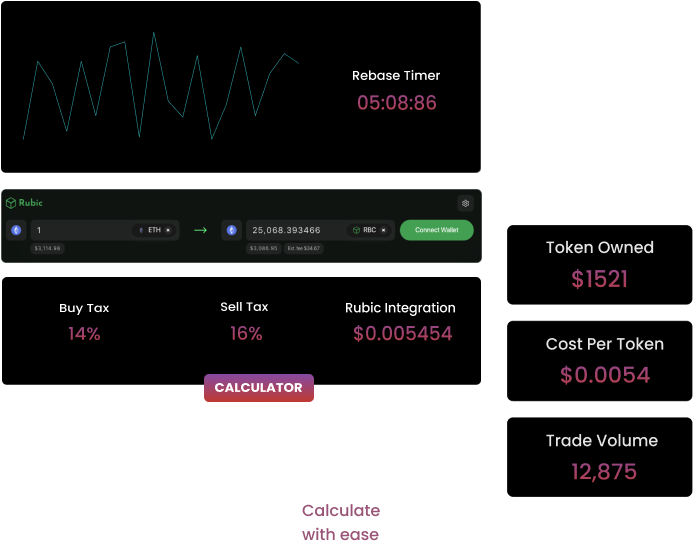 Rebase Timer
05:08:86
Rubic
1
ETH
25,068.393466
RBC
Connect Wallet
$3,114.98
$3,086.95
Est. fee $34.67
Token Owned
$1521
Buy Tax
Sell Tax
Rubic Integration
14%
16%
$0.005454
Cost Per Token
$0.0054
CALCULATOR
Trade Volume
12,875
Calculate
with ease